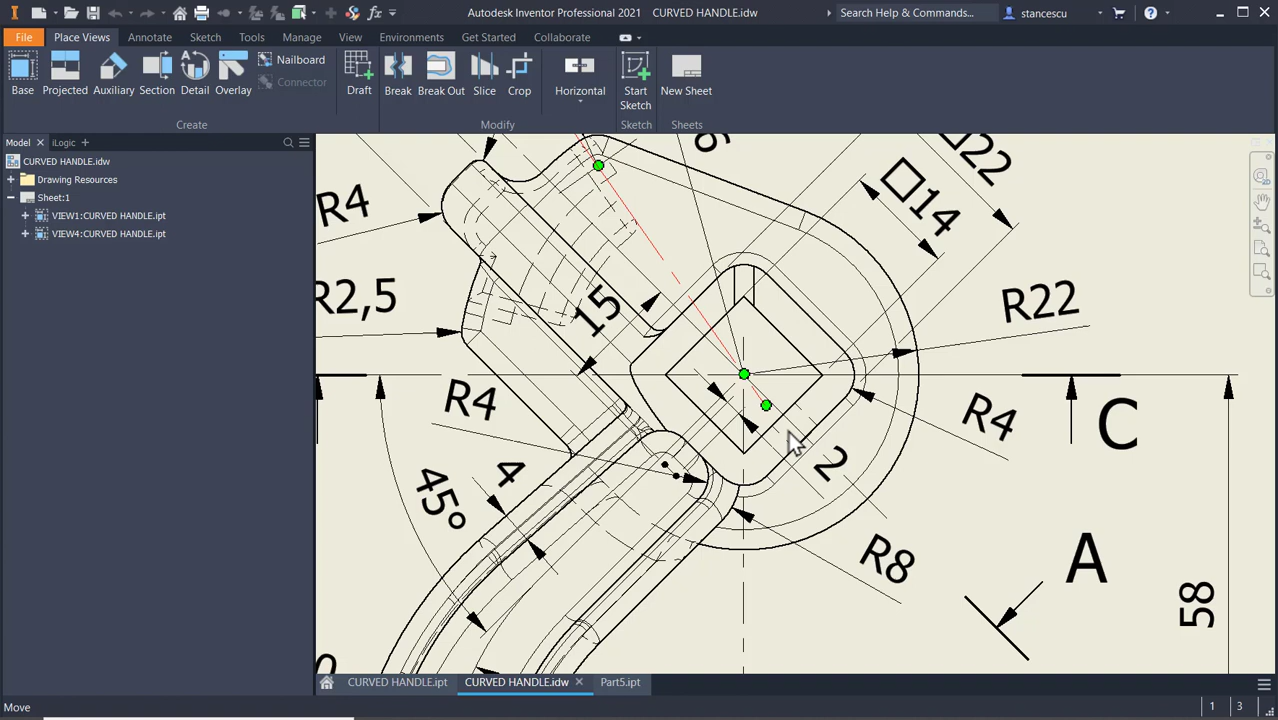 Autodesk Inventor Professional 2021 CURVED HANDLE.idw
Search Help & Commands...
stancescu
fx
File
Place Views
Annotate
Sketch
Tools
Manage
View
Environments
Get Started
Collaborate
Base
Projected
Auxiliary
Section
Detail
Overlay
Nailboard
Connector
Draft
Break
Break Out
Slice
Crop
Horizontal
Start
Sketch
New Sheet
Create
Modify
Sketch
Sheets
Model
iLogic
CURVED HANDLE.idw
Drawing Resources
Sheet:1
VIEW1:CURVED HANDLE.ipt
VIEW4:CURVED HANDLE.ipt
□22
□14
R4
R2,5
15
R22
R4
R4
C
2
4
45°
R8
A
58
CURVED HANDLE.ipt
CURVED HANDLE.idw
Part5.ipt
Move
1
3